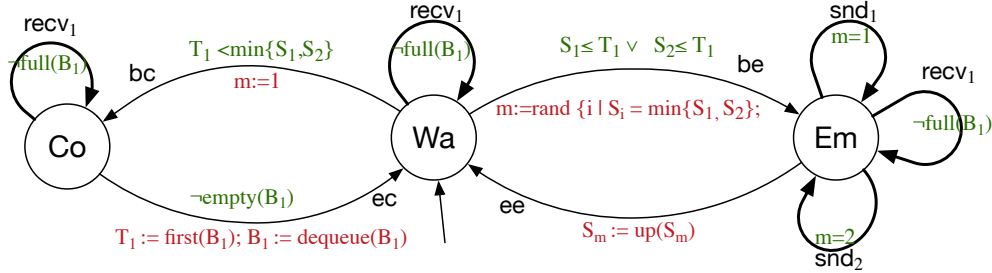 recv₁
¬full(B₁)
Co
bc
T₁ <min{S₁,S₂}
m:=1
¬empty(B₁)
ec
T₁ := first(B₁); B₁ := dequeue(B₁)
recv₁
¬full(B₁)
Wa
S₁≤ T₁ ∨ S₂≤ T₁
be
m:=rand {i | Sᵢ = min{S₁, S₂};
ee
Sₘ := up(Sₘ)
snd₁
m=1
recv₁
¬full(B₁)
Em
m=2
snd₂